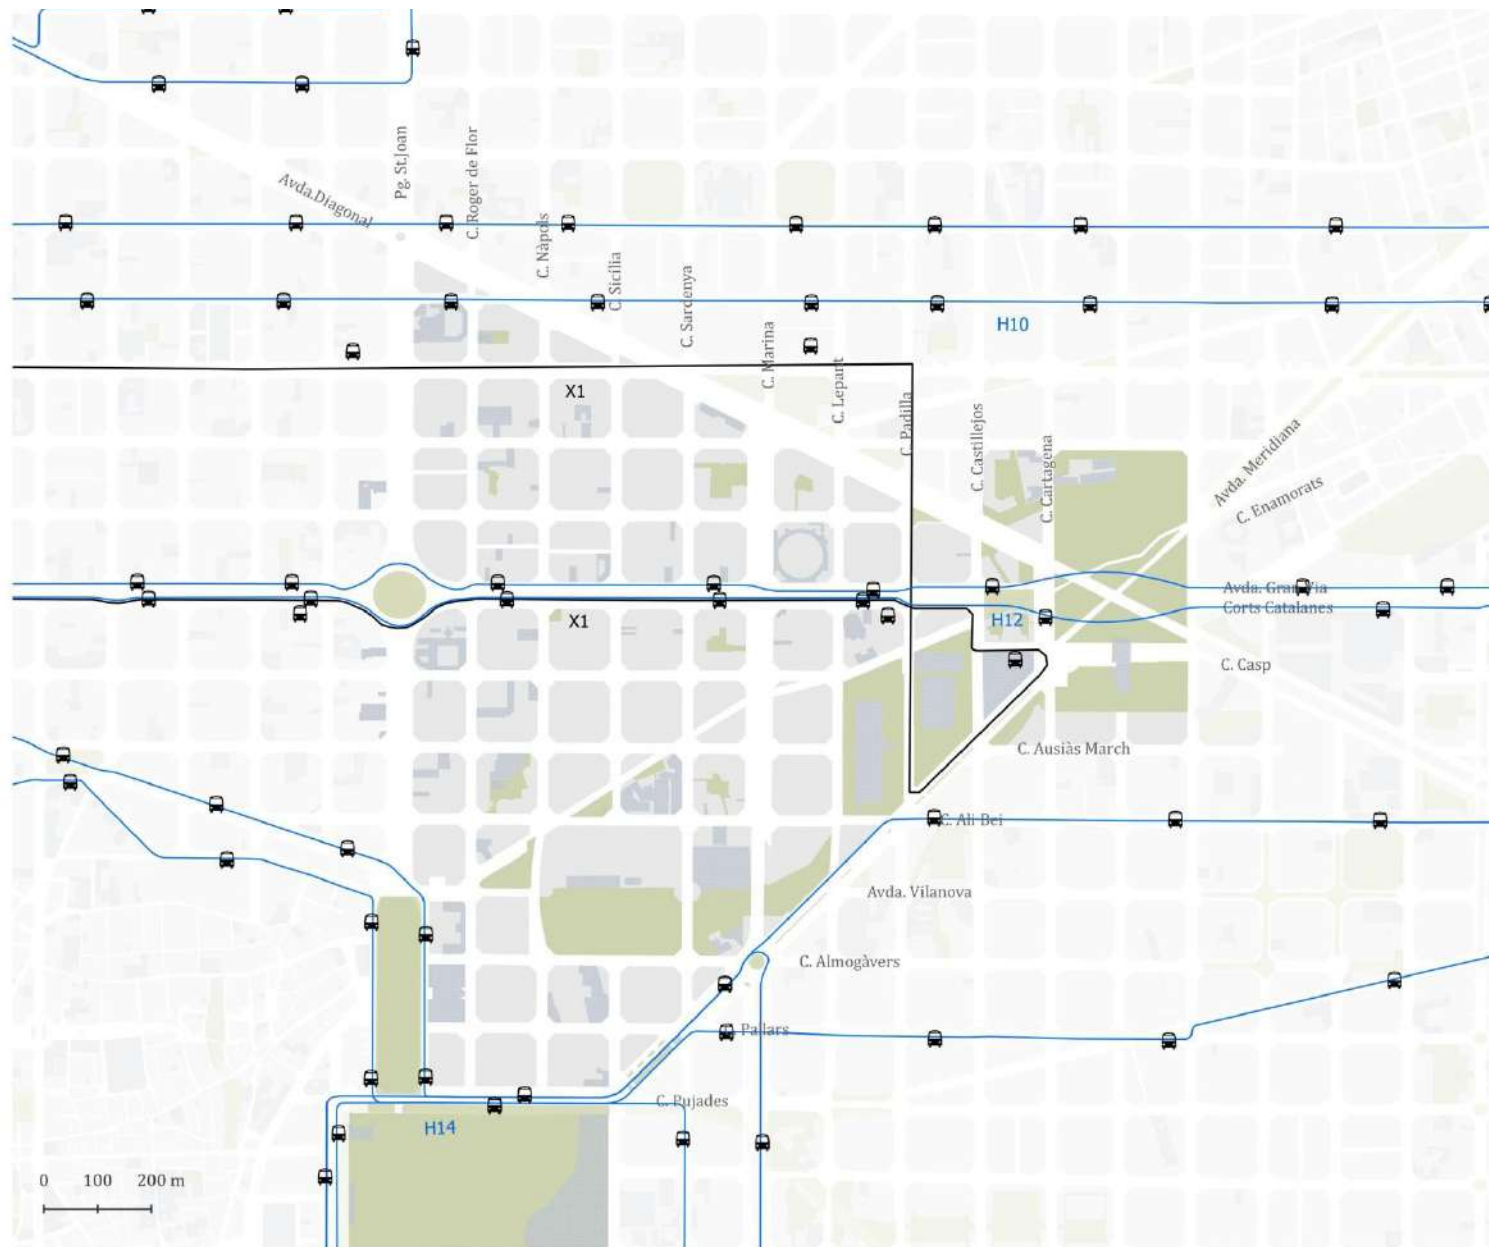 Pg. St.Joan
C. Roger de Flor
Avda.Diagonal
C. Nàpols
C. Sicília
C. Sardenya
H10
C. Marina
C. Lepart
X1
C. Padilla
C. Castillejos
C. Cartagena
Avda. Meridiana
C. Enamorats
Avda. Gran Via
Corts Catalanes
X1
H12
C. Casp
C. Ausiàs March
C. Ali Bei
Avda. Vilanova
C. Almogàvers
Pallars
C. Pujades
H14
0 100 200 m